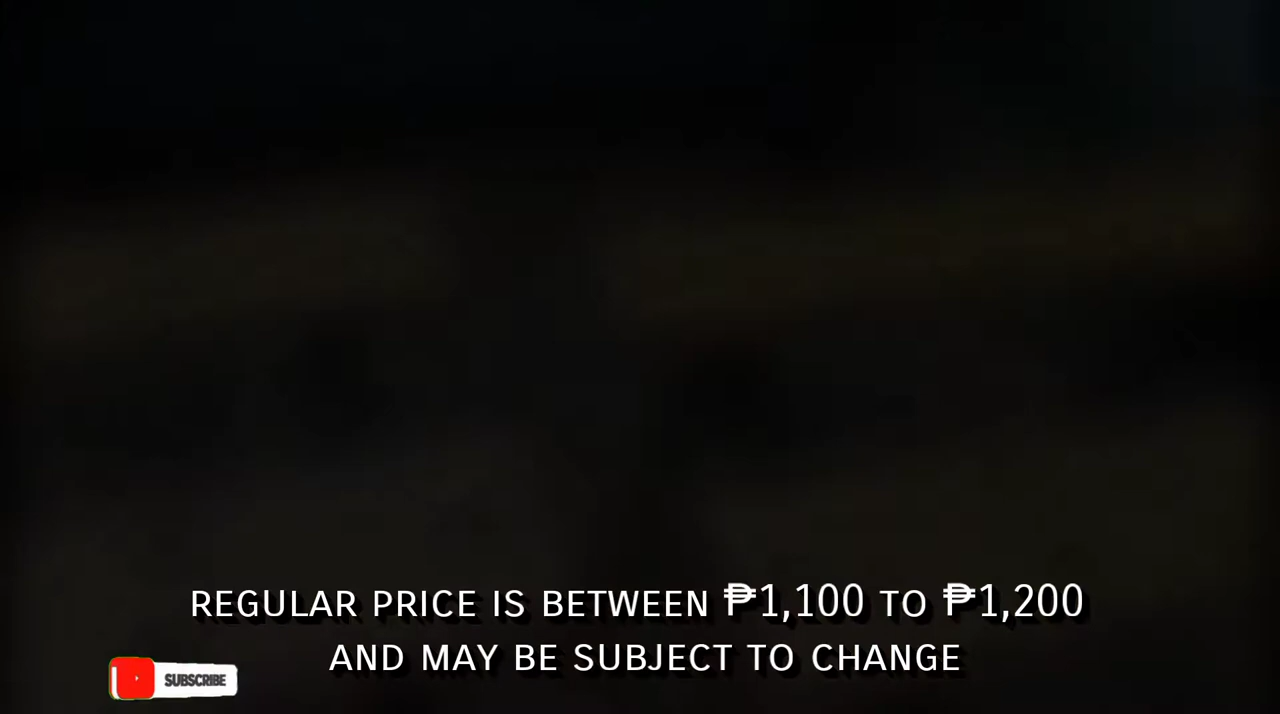 REGULAR PRICE IS BETWEEN ₱1,100 TO ₱1,200
AND MAY BE SUBJECT TO CHANGE
SUBSCRIBE